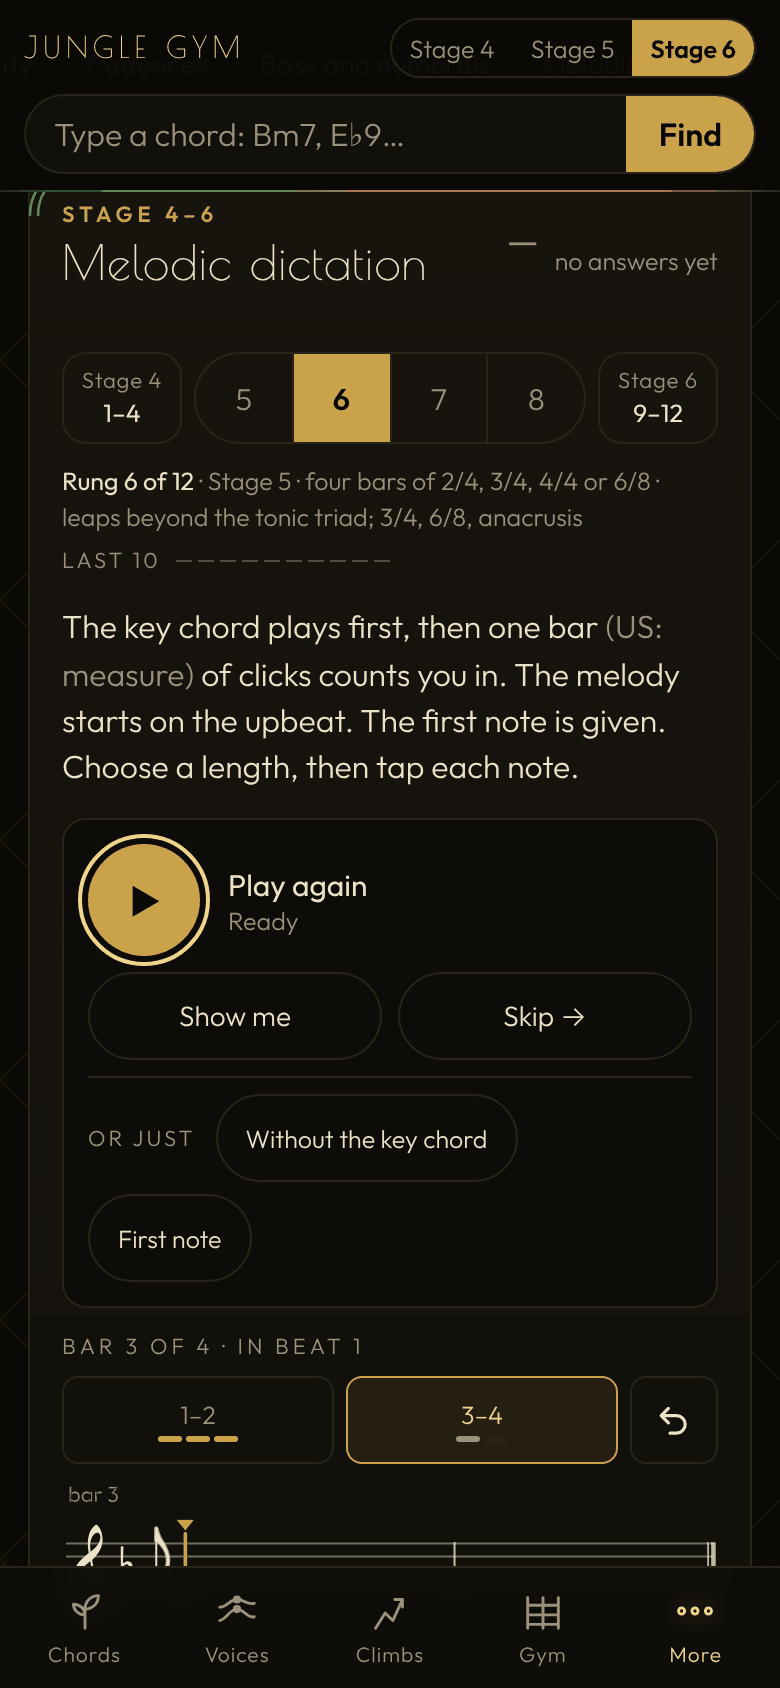 JUNGLE GYM
Stage 4 Stage 5 Stage 6
Cadences Bass and numerals
Type a chord: Bm7, E♭9...
Find
STAGE 4–6
Melodic dictation
— no answers yet
Stage 4
1–4
5 6 7 8
Stage 6
9–12
Rung 6 of 12 · Stage 5 · four bars of 2/4, 3/4, 4/4 or 6/8 ·
leaps beyond the tonic triad; 3/4, 6/8, anacrusis
LAST 10
The key chord plays first, then one bar (US:
measure) of clicks counts you in. The melody
starts on the upbeat. The first note is given.
Choose a length, then tap each note.
Play again
Ready
Show me
Skip →
OR JUST
Without the key chord
First note
BAR 3 OF 4 · IN BEAT 1
1–2
3–4
bar 3
Chords Voices Climbs Gym More